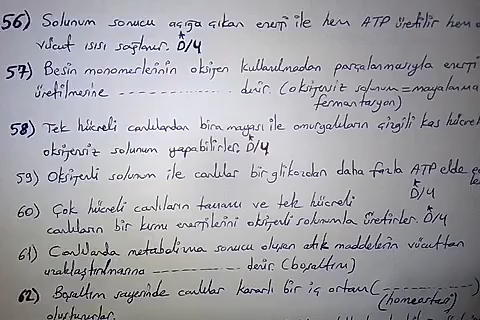 56) Solunum sonucu açığa çıkan enerji ile hem ATP üretilir hem
vücut ısısı sağlanır. D/Y
57) Besin monomerlerinin oksijen kullanılmadan parçalanmasıyla enerji
üretilmesine ---------------- denir. (oksijensiz solunum = mayalanma
fermantasyon)
58) Tek hücreli canlılardan bira mayası ile omurgalıların çizgili kas hücre
oksijensiz solunum yapabilirler. D/Y
59) Oksijenli solunum ile canlılar bir glikozdan daha fazla ATP elde
D/Y
60) Çok hücreli canlıların tamamı ve tek hücreli
canlıların bir kısmı enerjilerini oksijenli solunumla üretirler. D/Y
61) Canlılarda metabolizma sonucu oluşan atık maddelerin vücuttan
uzaklaştırılmasına ---------------- denir. (boşaltım)
62) Boşaltım sayesinde canlılar kararlı bir iç ortam (------------)
(homeostasi)
oluştururlar.